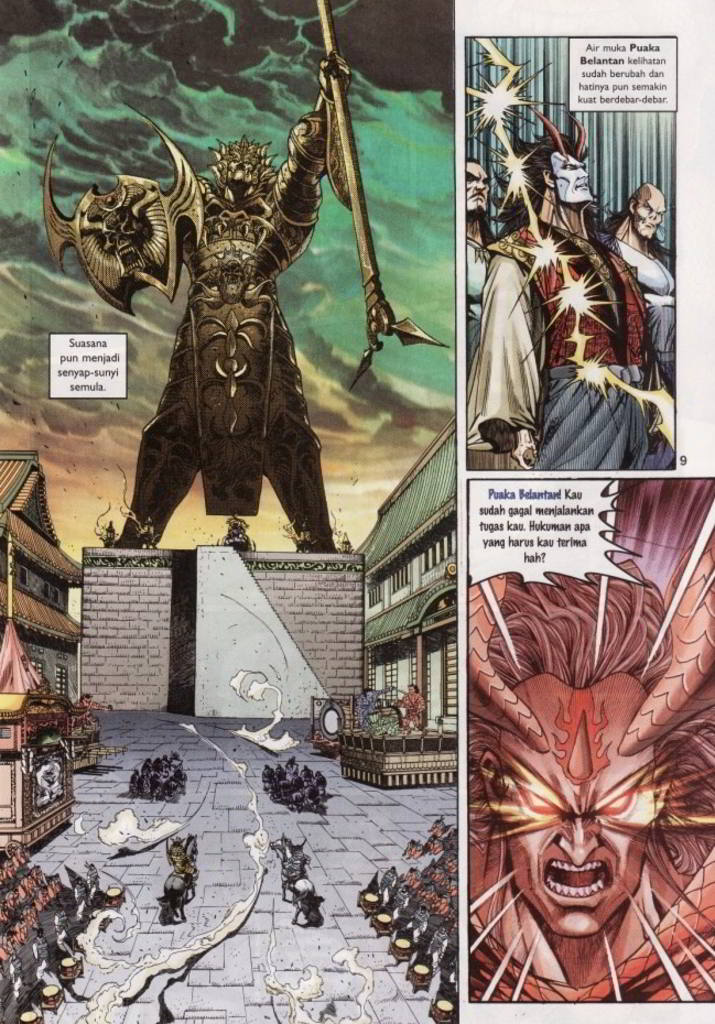 Suasana
pun menjadi
senyap-sunyi
semula.
Air muka Puaka
Belantan kelihatan
sudah berubah dan
hatinya pun semakin
kuat berdebar-debar.
9
Puaka Belantan! Kau
sudah gagal menjalankan
tugas kau. Hukuman apa
yang harus kau terima
hah?